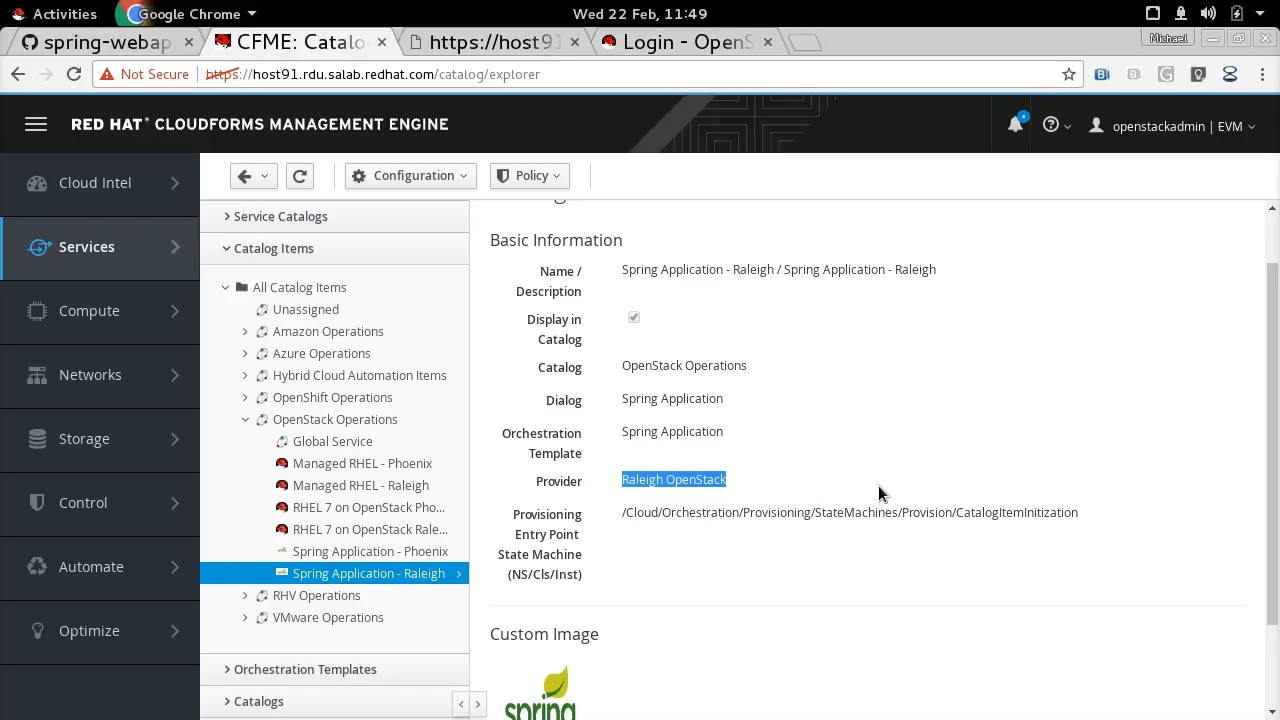 Activities
Google Chrome
Wed 22 Feb, 11:49
spring-webap
CFME: Catalo
https://host91
Login - OpenS
Michael
Not Secure
https://host91.rdu.salab.redhat.com/catalog/explorer
RED HAT® CLOUDFORMS MANAGEMENT ENGINE
openstackadmin | EVM
Cloud Intel
Services
Compute
Networks
Storage
Control
Automate
Optimize
Configuration
Policy
Service Catalogs
Catalog Items
All Catalog Items
Unassigned
Amazon Operations
Azure Operations
Hybrid Cloud Automation Items
OpenShift Operations
OpenStack Operations
Global Service
Managed RHEL - Phoenix
Managed RHEL - Raleigh
RHEL 7 on OpenStack Pho...
RHEL 7 on OpenStack Rale...
Spring Application - Phoenix
Spring Application - Raleigh
RHV Operations
VMware Operations
Orchestration Templates
Catalogs
Basic Information
Name / Description
Spring Application - Raleigh / Spring Application - Raleigh
Display in Catalog
Catalog
OpenStack Operations
Dialog
Spring Application
Orchestration Template
Spring Application
Provider
Raleigh OpenStack
Provisioning Entry Point State Machine (NS/Cls/Inst)
/Cloud/Orchestration/Provisioning/StateMachines/Provision/CatalogItemInitization
Custom Image
spring